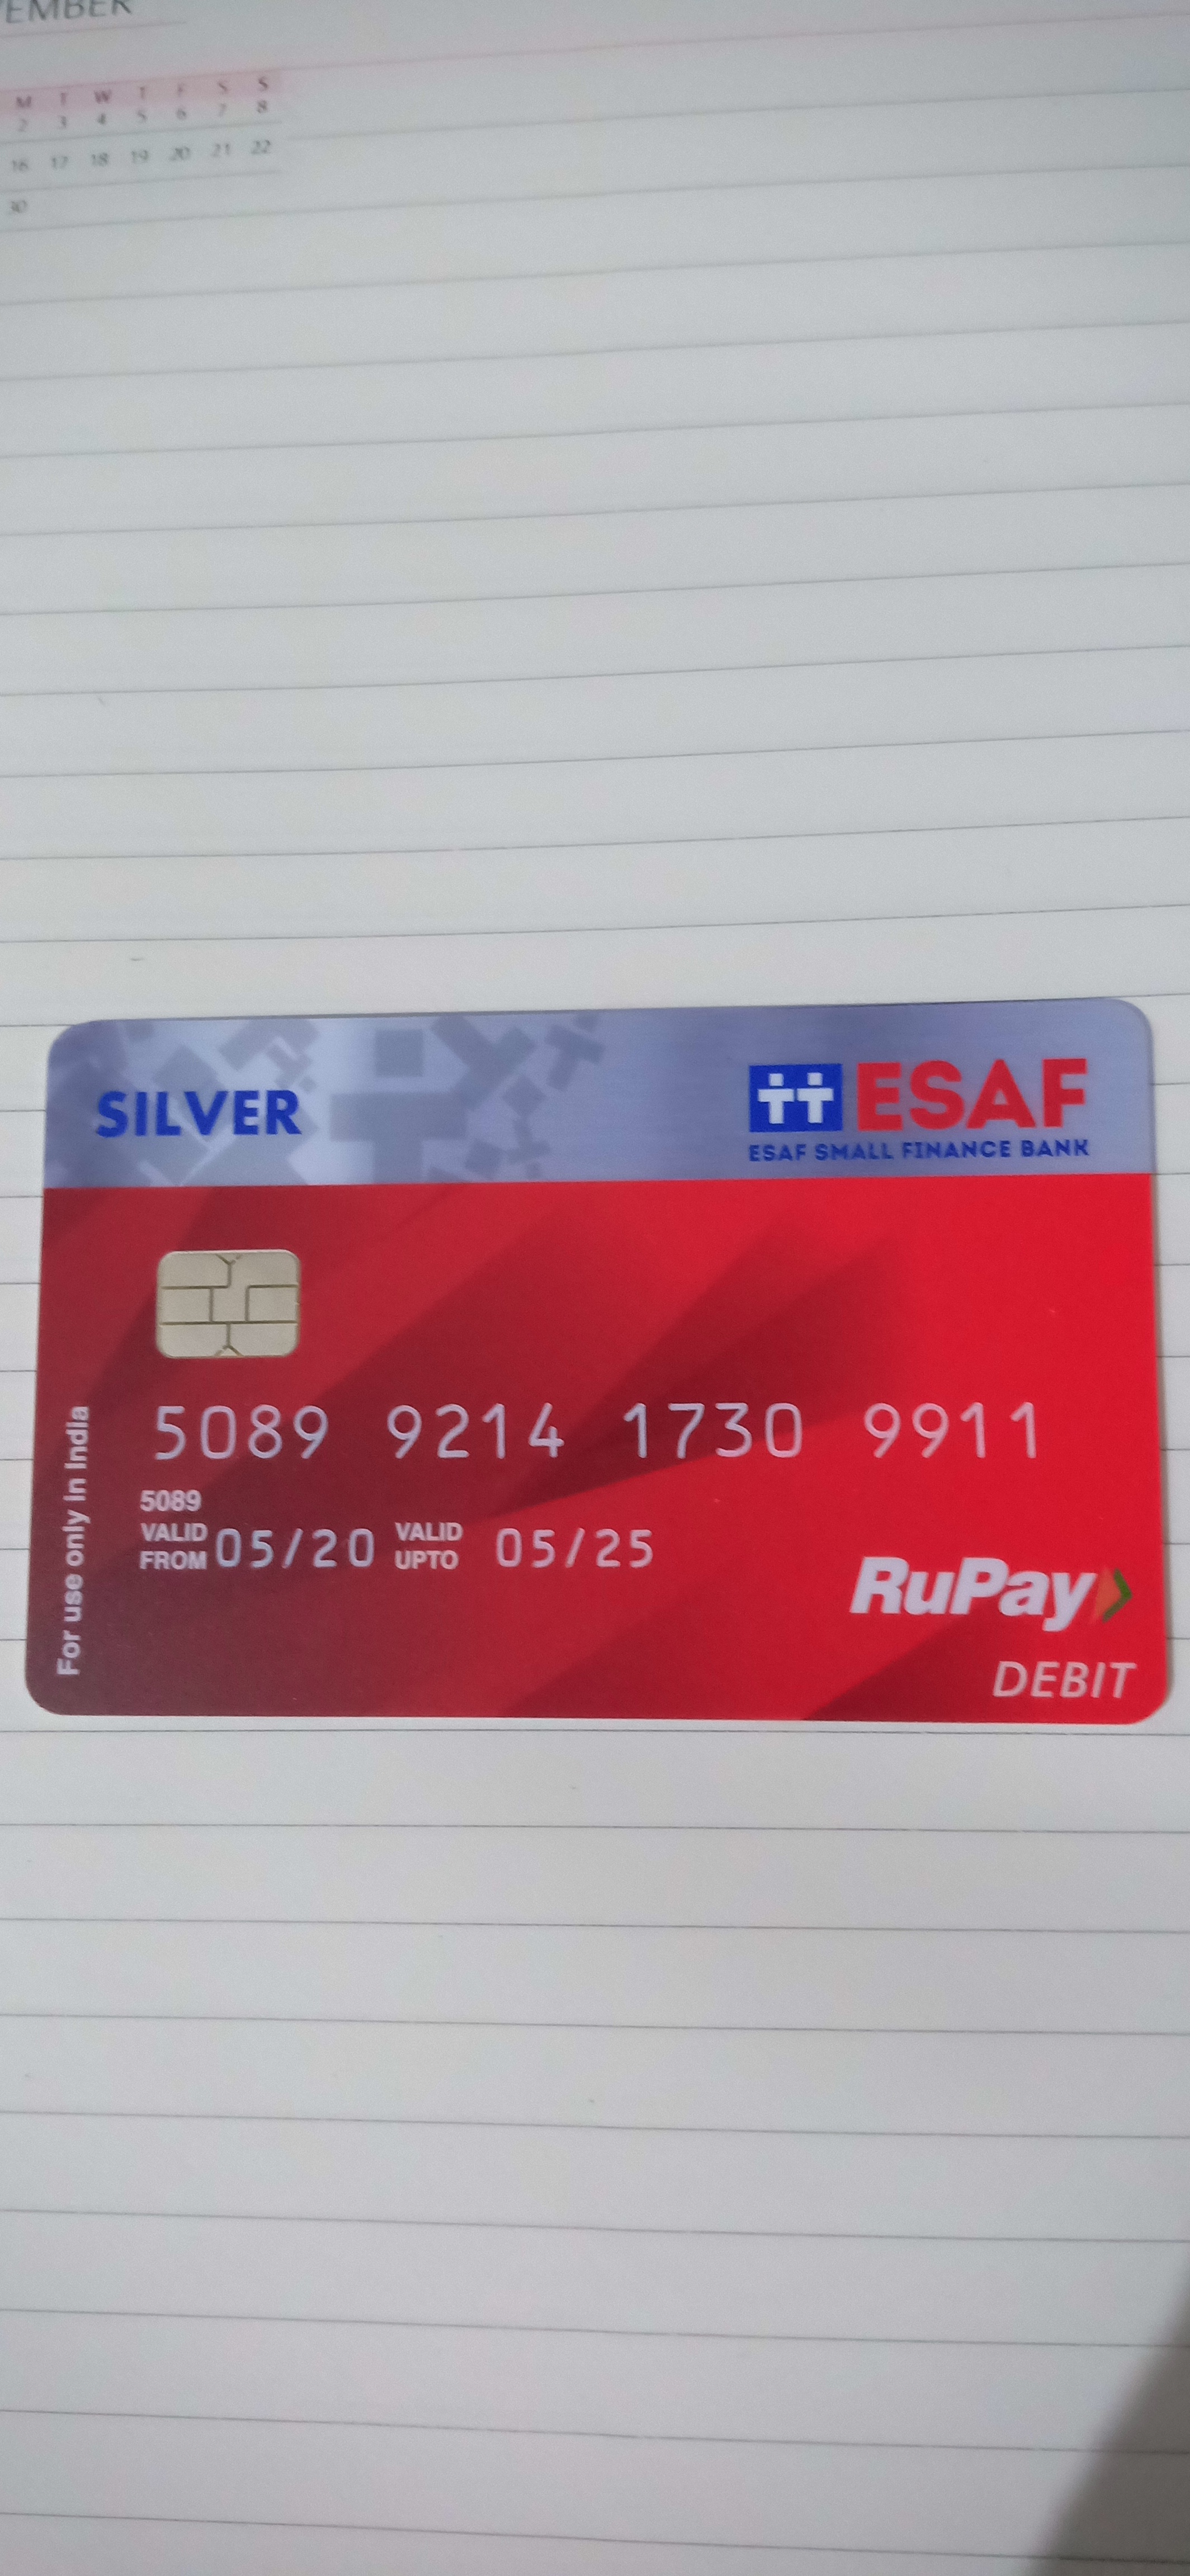 EMBER
M T W T F S S
2 3 4 5 6 7 8
16 17 18 19 20 21 22
30
SILVER
ESAF
ESAF SMALL FINANCE BANK
For use only in India
5089 9214 1730 9911
5089
VALID FROM 05/20 VALID UPTO 05/25
RuPay
DEBIT